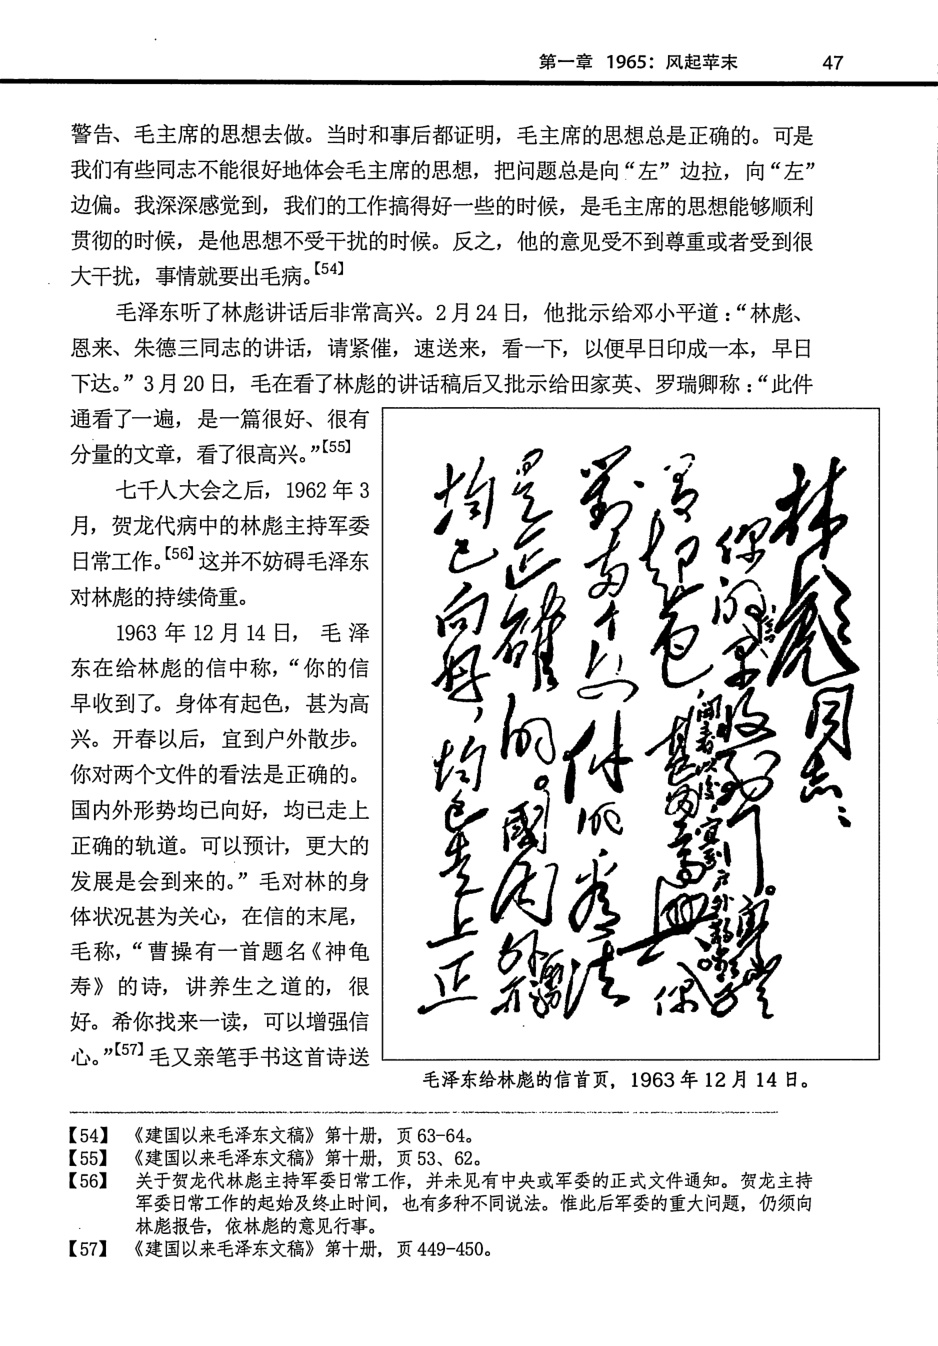 第一章 1965：风起苹末 47
警告、毛主席的思想去做。当时和事后都证明，毛主席的思想总是正确的。可是
我们有些同志不能很好地体会毛主席的思想，把问题总是向“左”边拉，向“左”
边偏。我深深感觉到，我们的工作搞得好一些的时候，是毛主席的思想能够顺利
贯彻的时候，是他思想不受干扰的时候。反之，他的意见受不到尊重或者受到很
大干扰，事情就要出毛病。【54】
毛泽东听了林彪讲话后非常高兴。2月24日，他批示给邓小平道：“林彪、
恩来、朱德三同志的讲话，请紧催，速送来，看一下，以便早日印成一本，早日
下达。”3月20日，毛在看了林彪的讲话稿后又批示给田家英、罗瑞卿称：“此件
通看了一遍，是一篇很好、很有
分量的文章，看了很高兴。”【55】
七千人大会之后，1962年3
月，贺龙代病中的林彪主持军委
日常工作。【56】这并不妨碍毛泽东
对林彪的持续倚重。
1963年12月14日，毛泽
东在给林彪的信中称，“你的信
早收到了。身体有起色，甚为高
兴。开春以后，宜到户外散步。
你对两个文件的看法是正确的。
国内外形势均已向好，均已走上
正确的轨道。可以预计，更大的
发展是会到来的。”毛对林的身
体状况甚为关心，在信的末尾，
毛称，“曹操有一首题名《神龟
寿》的诗，讲养生之道的，很
好。希你找来一读，可以增强信
心。”【57】毛又亲笔手书这首诗送
林彪同志：
你的信早收到了。身体
有起色，甚为高兴。开春以后，宜到户外散步。你
对两个文件的看法
是正确的。国内外形势
均已向好，均已走上正
毛泽东给林彪的信首页，1963年12月14日。
【54】 《建国以来毛泽东文稿》第十册，页63-64。
【55】 《建国以来毛泽东文稿》第十册，页53、62。
【56】 关于贺龙代林彪主持军委日常工作，并未见有中央或军委的正式文件通知。贺龙主持
军委日常工作的起始及终止时间，也有多种不同说法。惟此后军委的重大问题，仍须向
林彪报告，依林彪的意见行事。
【57】 《建国以来毛泽东文稿》第十册，页449-450。